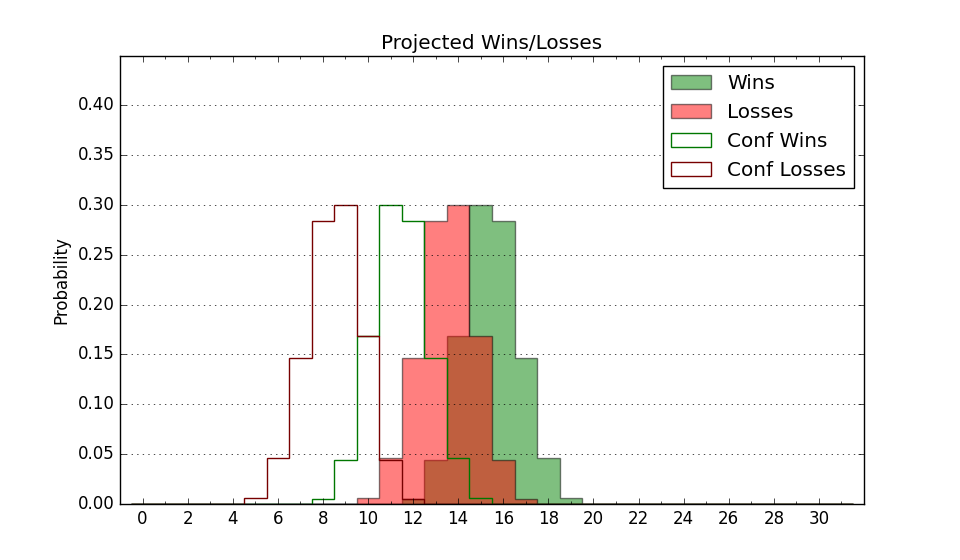 Projected Wins/Losses
Wins
Losses
Conf Wins
Conf Losses
Probability
0.40
0.35
0.30
0.25
0.20
0.15
0.10
0.05
0.00
0 2 4 6 8 10 12 14 16 18 20 22 24 26 28 30